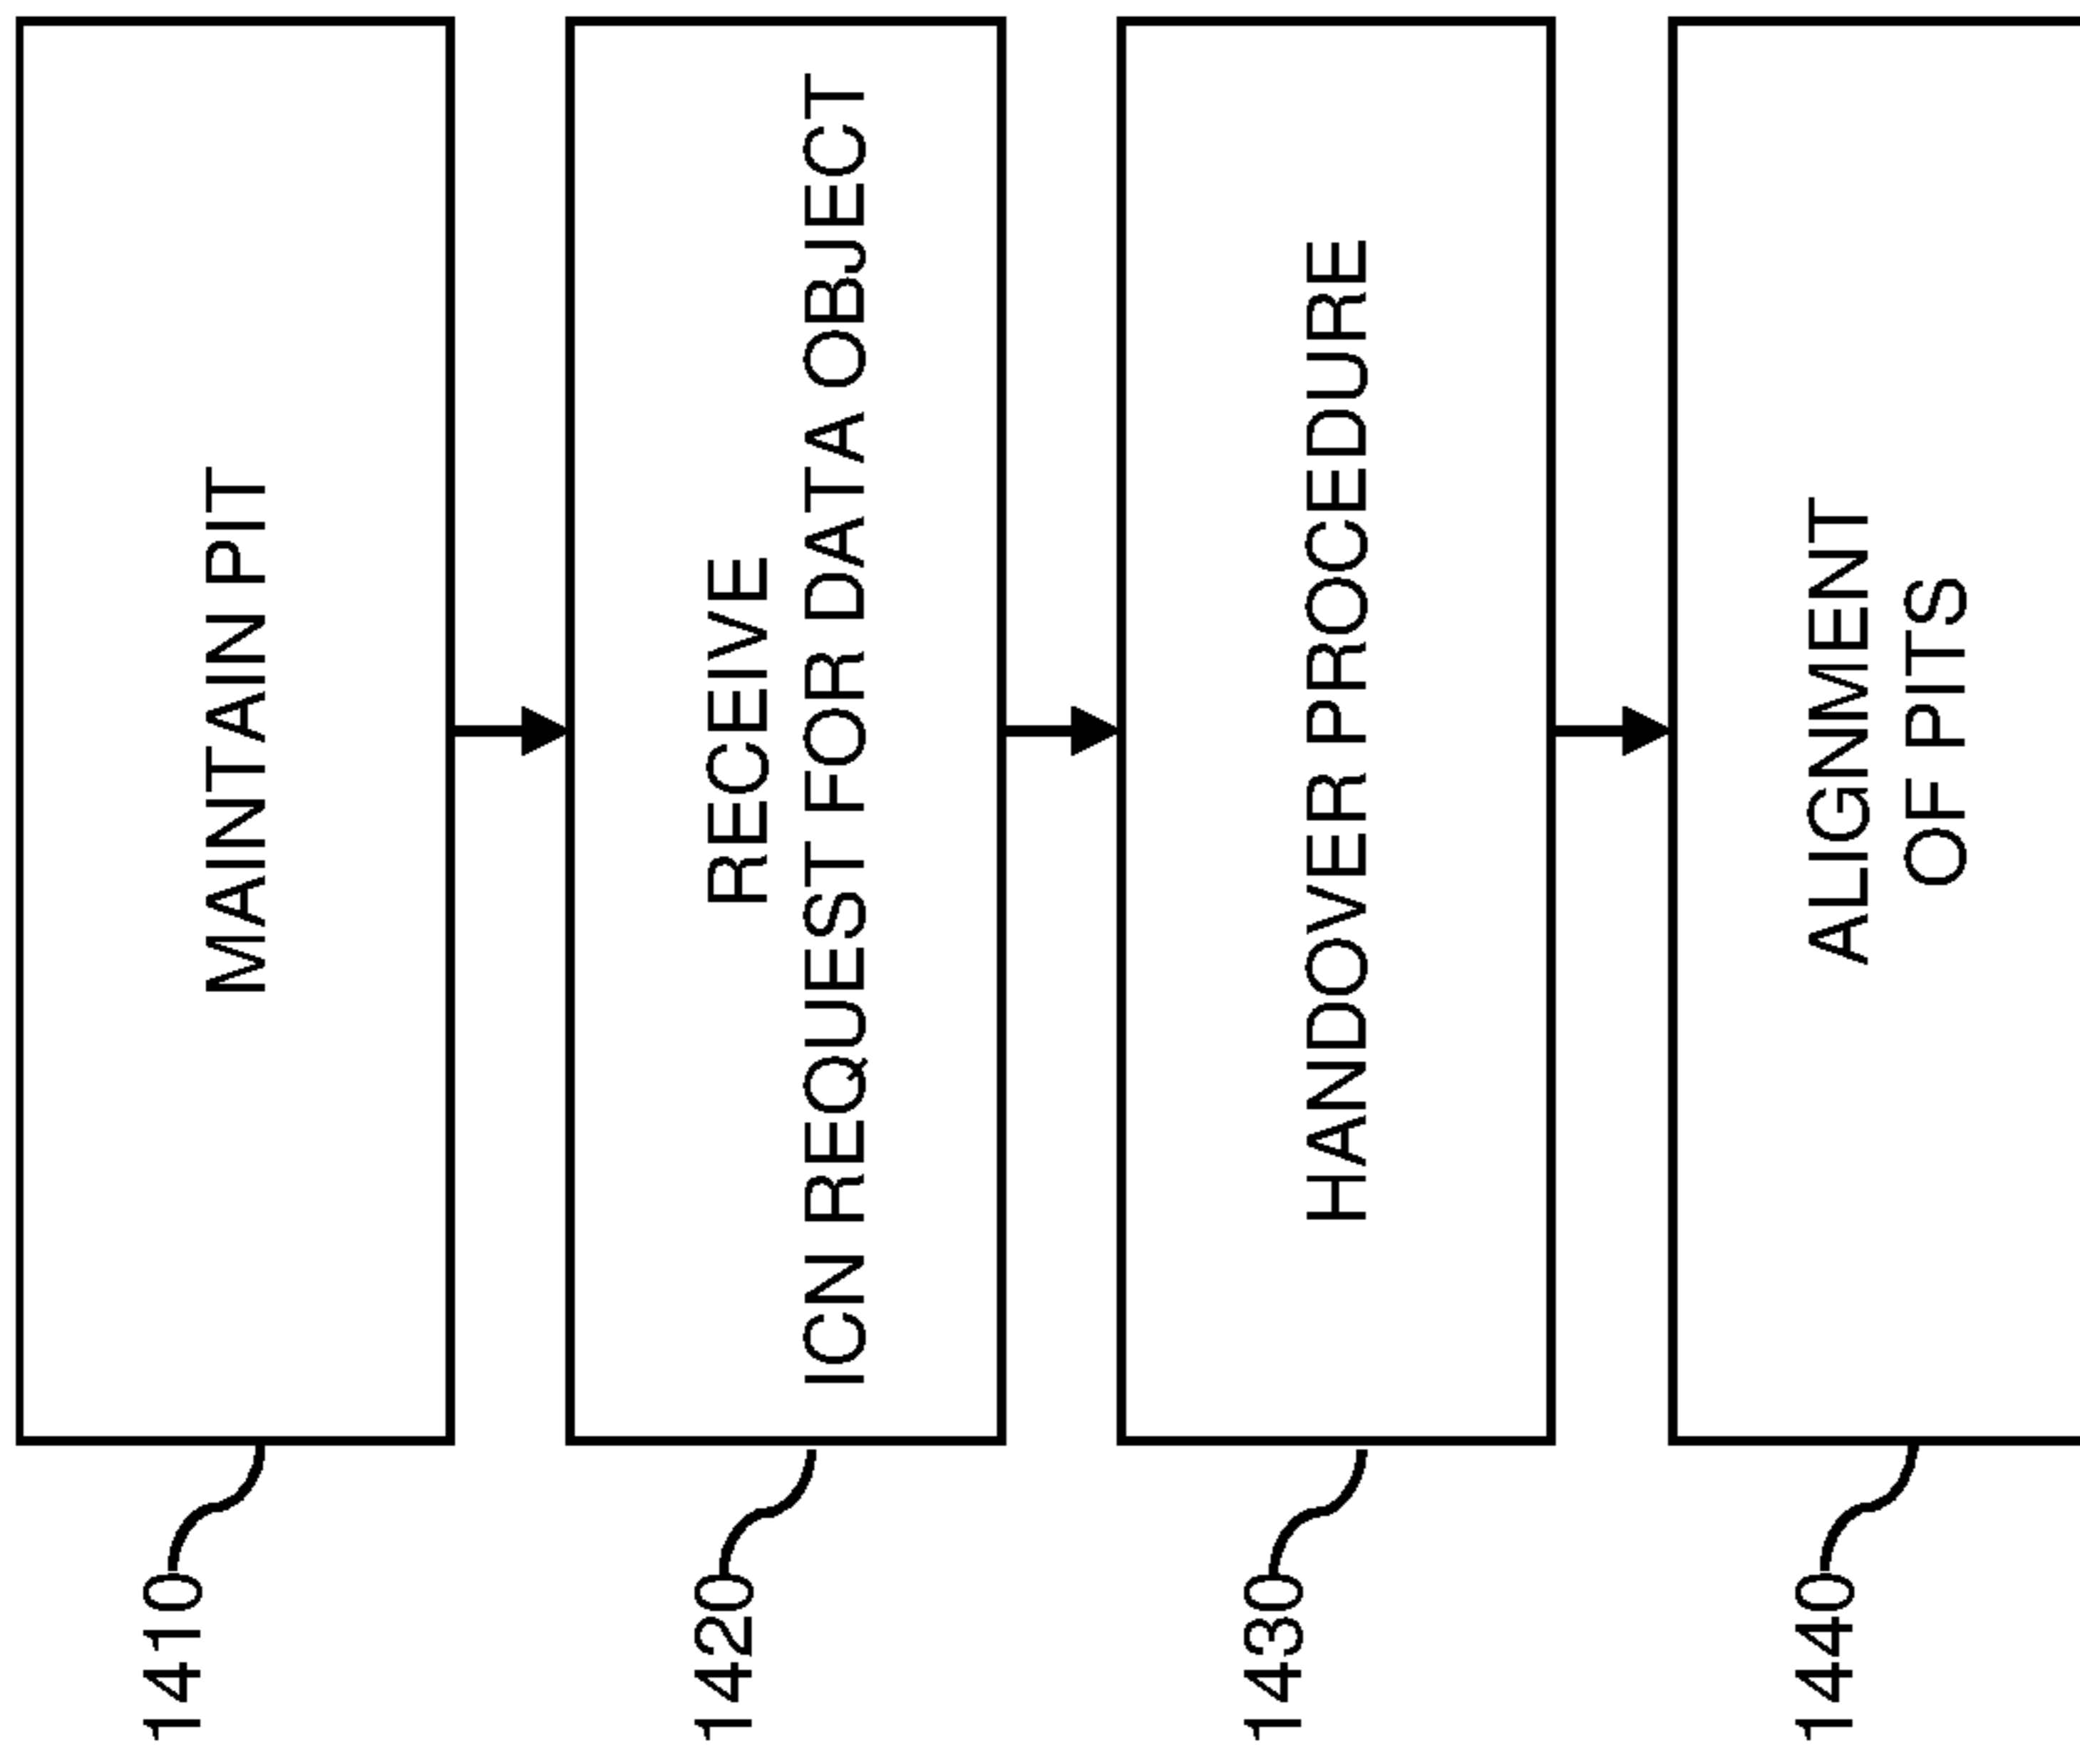 1410
MAINTAIN PIT
1420
RECEIVE
ICN REQUEST FOR DATA OBJECT
1430
HANDOVER PROCEDURE
1440
ALIGNMENT
OF PITS